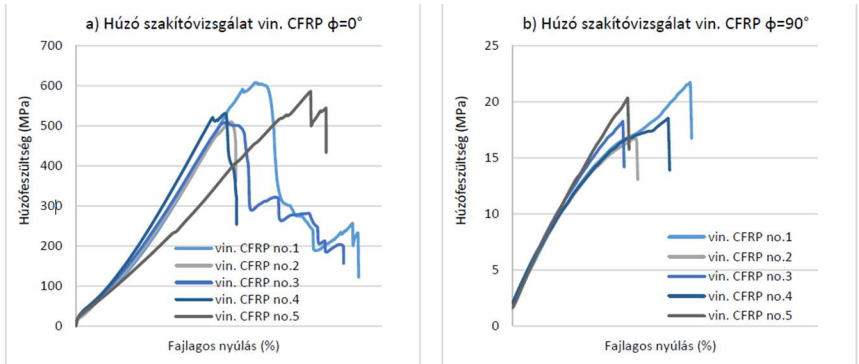 a) Húzó szakítóvizsgálat vin. CFRP ф=0°
Húzófeszültség (MPa)
700
600
500
400
300
200
100
0
vin. CFRP no.1
vin. CFRP no.2
vin. CFRP no.3
vin. CFRP no.4
vin. CFRP no.5
Fajlagos nyúlás (%)
b) Húzó szakítóvizsgálat vin. CFRP ф=90°
Húzófeszültség (MPa)
25
20
15
10
5
0
vin. CFRP no.1
vin. CFRP no.2
vin. CFRP no.3
vin. CFRP no.4
vin. CFRP no.5
Fajlagos nyúlás (%)